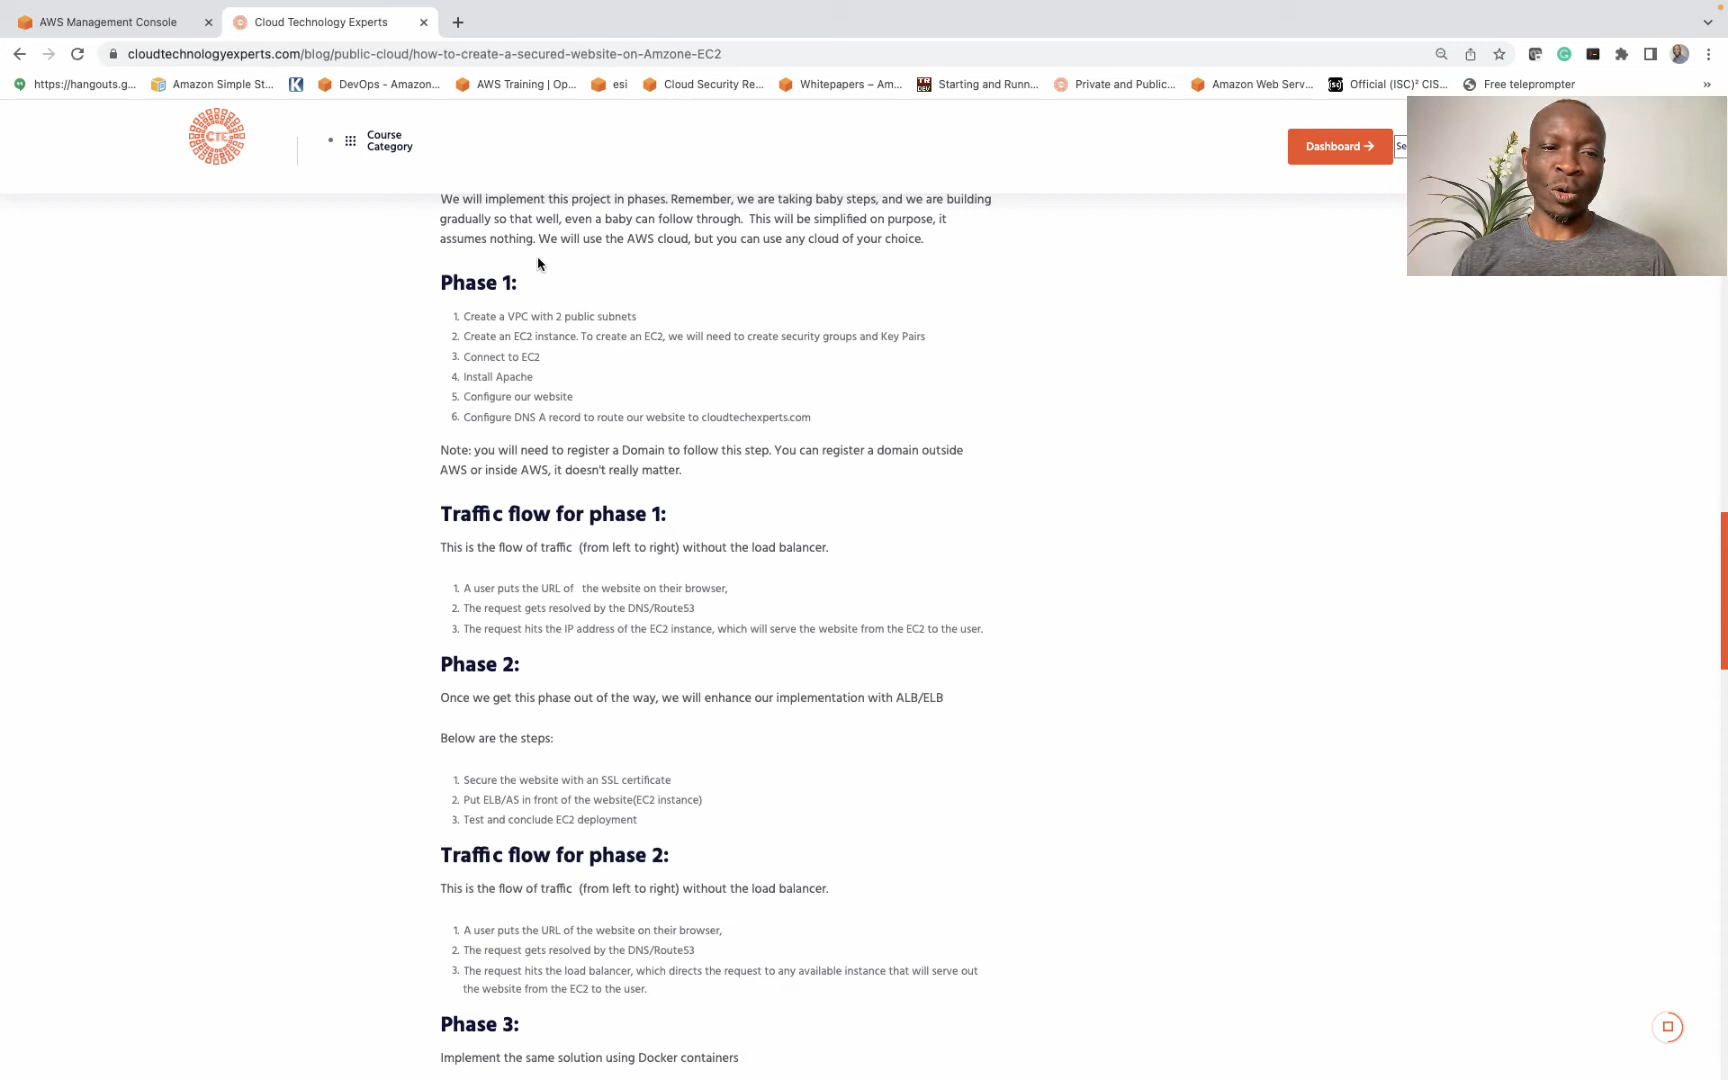 AWS Management Console
Cloud Technology Experts
cloudtechnologyexperts.com/blog/public-cloud/how-to-create-a-secured-website-on-Amzone-EC2
https://hangouts.g...
Amazon Simple St...
DevOps - Amazon...
AWS Training | Op...
esi
Cloud Security Re...
Whitepapers – Am...
Starting and Runn...
Private and Public...
Amazon Web Serv...
Official (ISC)² CIS...
Free teleprompter
CTE
Course
Category
Dashboard →
Se
We will implement this project in phases. Remember, we are taking baby steps, and we are building
gradually so that well, even a baby can follow through. This will be simplified on purpose, it
assumes nothing. We will use the AWS cloud, but you can use any cloud of your choice.
Phase 1:
1. Create a VPC with 2 public subnets
2. Create an EC2 instance. To create an EC2, we will need to create security groups and Key Pairs
3. Connect to EC2
4. Install Apache
5. Configure our website
6. Configure DNS A record to route our website to cloudtechexperts.com
Note: you will need to register a Domain to follow this step. You can register a domain outside
AWS or inside AWS, it doesn't really matter.
Traffic flow for phase 1:
This is the flow of traffic (from left to right) without the load balancer.
1. A user puts the URL of the website on their browser,
2. The request gets resolved by the DNS/Route53
3. The request hits the IP address of the EC2 instance, which will serve the website from the EC2 to the user.
Phase 2:
Once we get this phase out of the way, we will enhance our implementation with ALB/ELB
Below are the steps:
1. Secure the website with an SSL certificate
2. Put ELB/AS in front of the website(EC2 instance)
3. Test and conclude EC2 deployment
Traffic flow for phase 2:
This is the flow of traffic (from left to right) without the load balancer.
1. A user puts the URL of the website on their browser,
2. The request gets resolved by the DNS/Route53
3. The request hits the load balancer, which directs the request to any available instance that will serve out
the website from the EC2 to the user.
Phase 3:
Implement the same solution using Docker containers